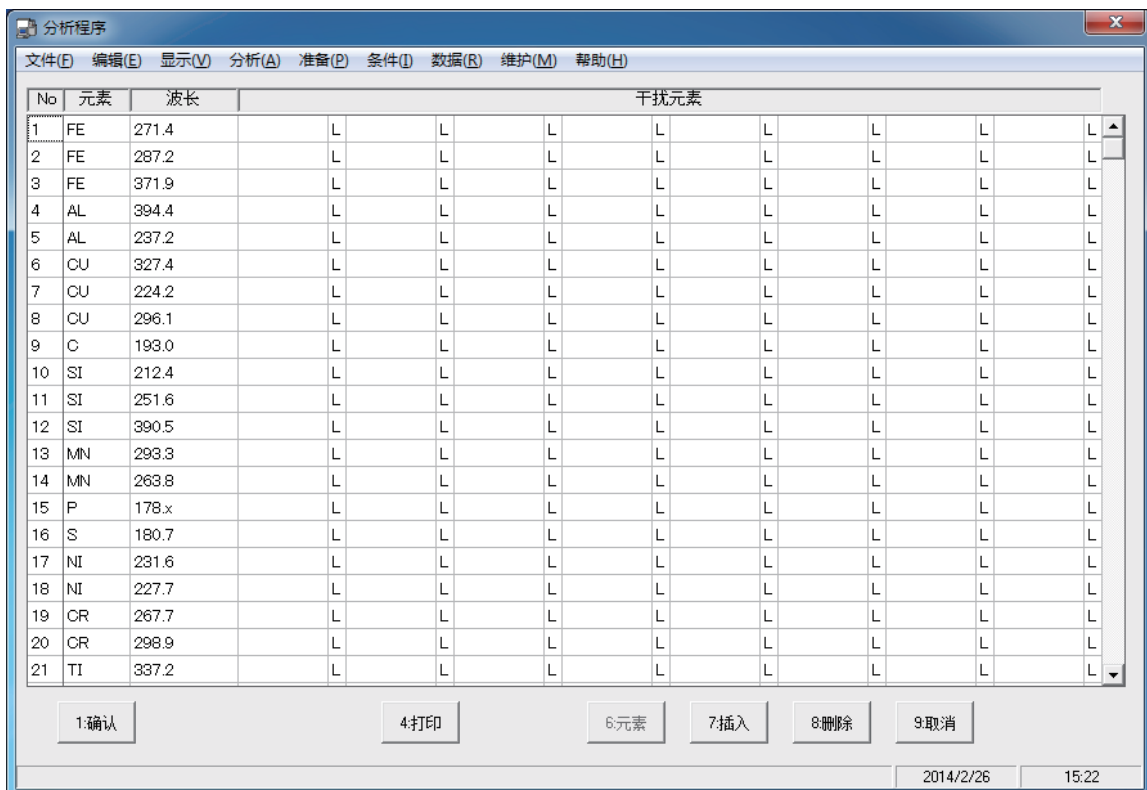 分析程序
文件(F) 编辑(E) 显示(V) 分析(A) 准备(P) 条件(I) 数据(R) 维护(M) 帮助(H)
No 元素 波长 干扰元素
1 FE 271.4 L L L L L L L L
2 FE 287.2 L L L L L L L L
3 FE 371.9 L L L L L L L L
4 AL 394.4 L L L L L L L L
5 AL 237.2 L L L L L L L L
6 CU 327.4 L L L L L L L L
7 CU 224.2 L L L L L L L L
8 CU 296.1 L L L L L L L L
9 C 193.0 L L L L L L L L
10 SI 212.4 L L L L L L L L
11 SI 251.6 L L L L L L L L
12 SI 390.5 L L L L L L L L
13 MN 293.3 L L L L L L L L
14 MN 263.8 L L L L L L L L
15 P 178.x L L L L L L L L
16 S 180.7 L L L L L L L L
17 NI 231.6 L L L L L L L L
18 NI 227.7 L L L L L L L L
19 CR 267.7 L L L L L L L L
20 CR 298.9 L L L L L L L L
21 TI 337.2 L L L L L L L L
1:确认 4:打印 6:元素 7:插入 8:删除 9:取消
2014/2/26 15:22